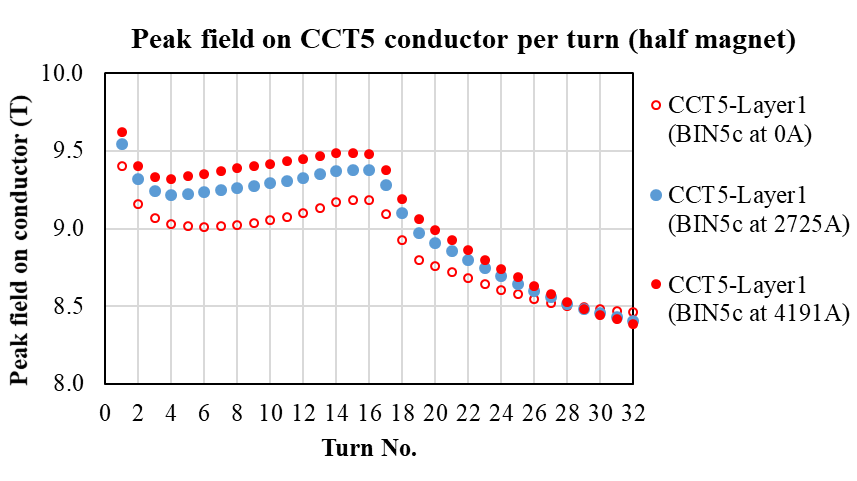 Peak field on CCT5 conductor per turn (half magnet)
Peak field on conductor (T)
10.0
9.5
9.0
8.5
8.0
0 2 4 6 8 10 12 14 16 18 20 22 24 26 28 30 32
Turn No.
CCT5-Layer1
(BIN5c at 0A)
CCT5-Layer1
(BIN5c at 2725A)
CCT5-Layer1
(BIN5c at 4191A)